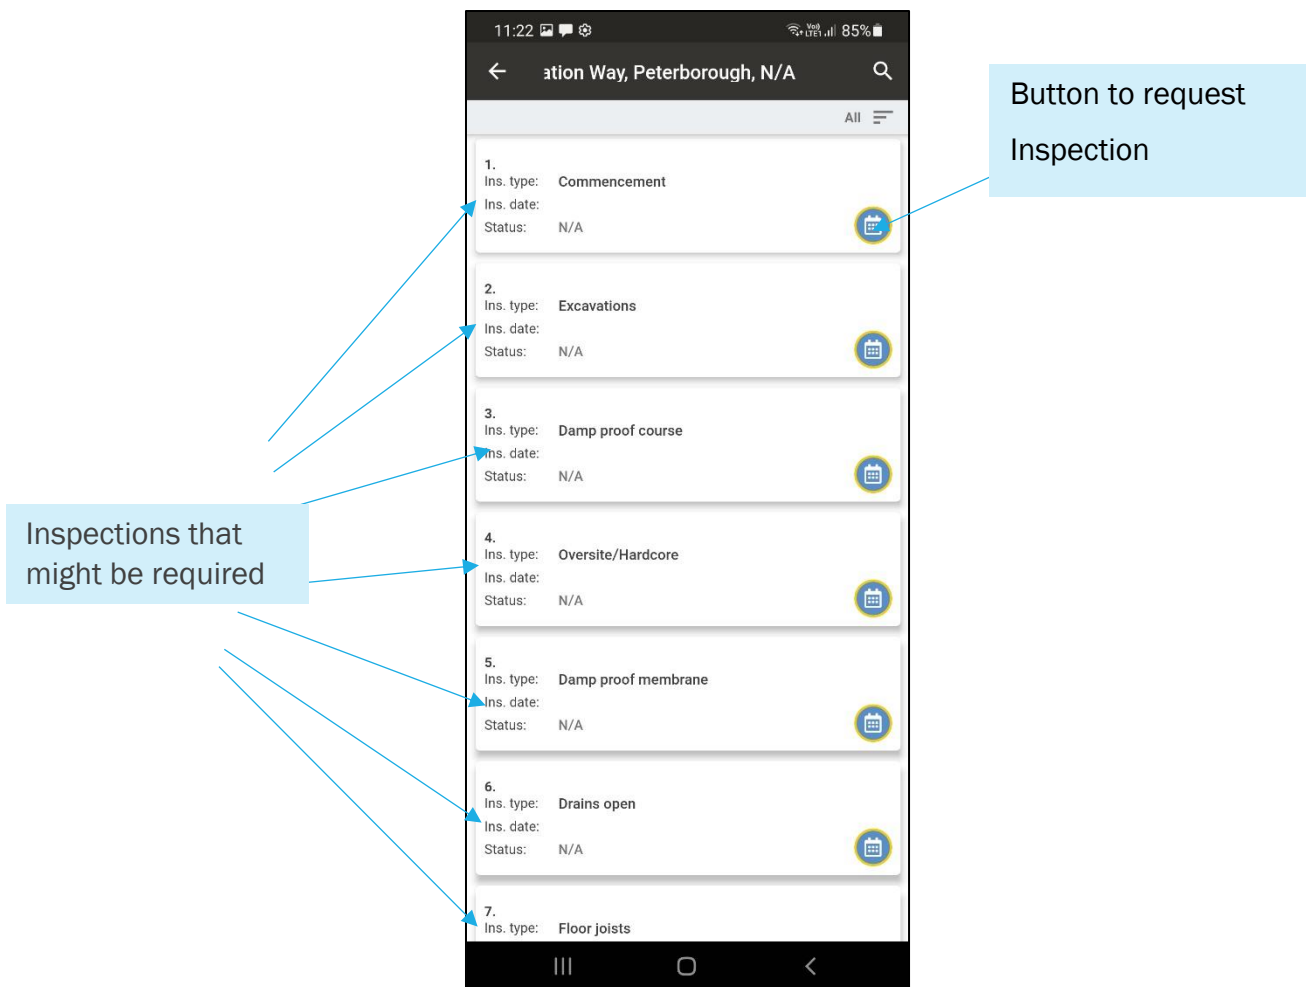 11:22
Vo))
LTE1
85%
ation Way, Peterborough, N/A
All
1.
Ins. type: Commencement
Ins. date:
Status: N/A
2.
Ins. type: Excavations
Ins. date:
Status: N/A
3.
Ins. type: Damp proof course
Ins. date:
Status: N/A
4.
Ins. type: Oversite/Hardcore
Ins. date:
Status: N/A
5.
Ins. type: Damp proof membrane
Ins. date:
Status: N/A
6.
Ins. type: Drains open
Ins. date:
Status: N/A
7.
Ins. type: Floor joists
Button to request
Inspection
Inspections that
might be required